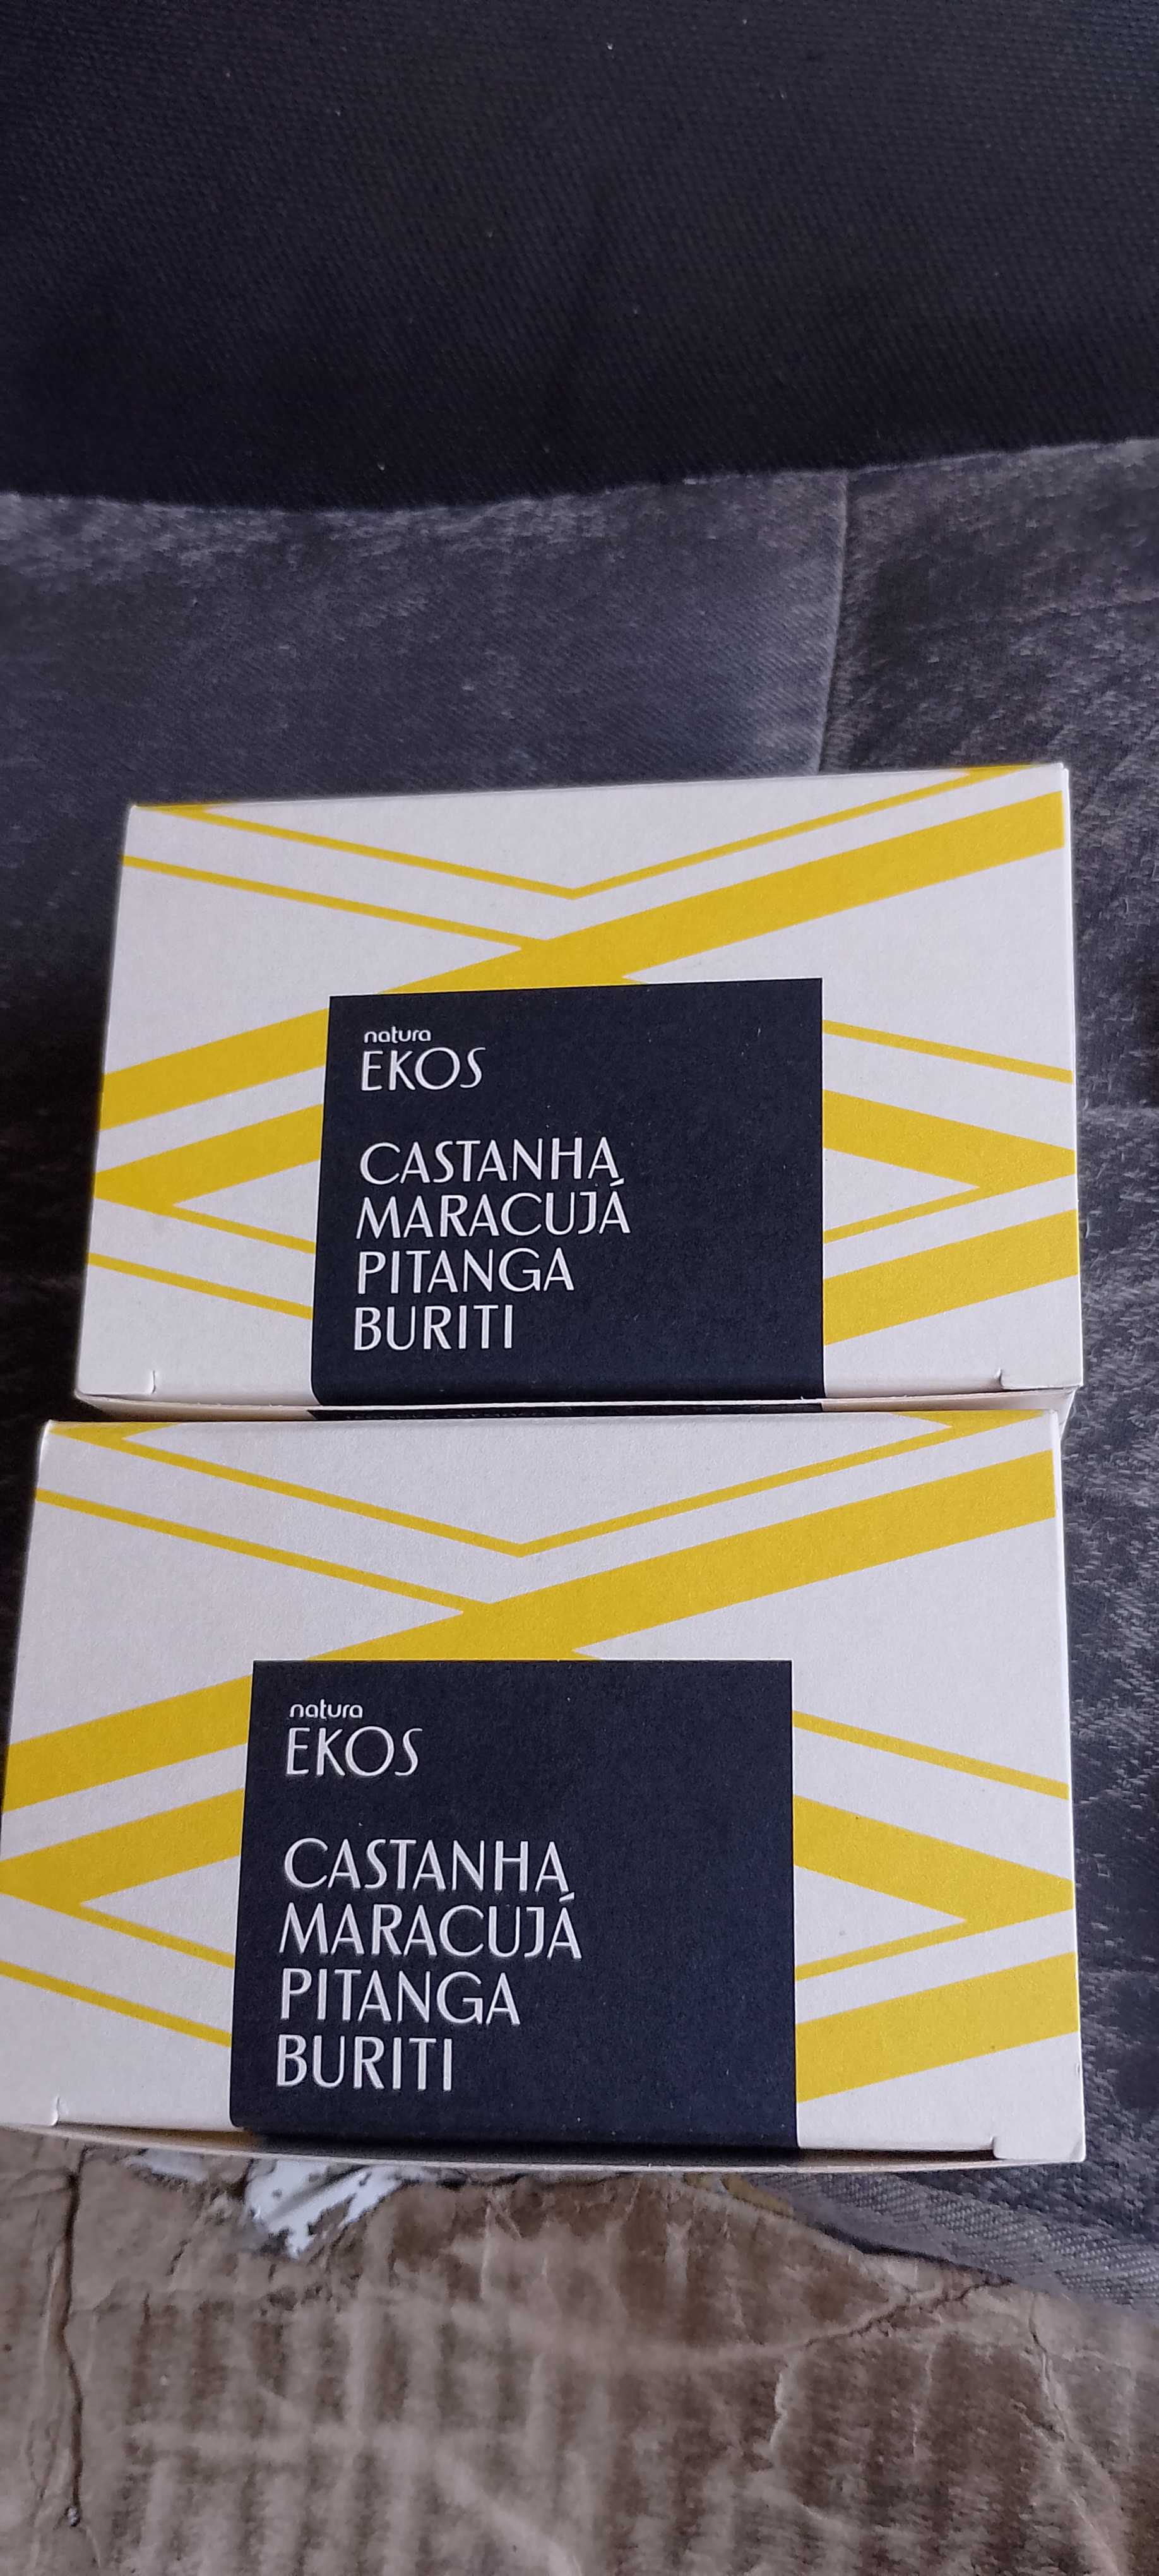 natura
EKOS
CASTANHA
MARACUJÁ
PITANGA
BURITI
natura
EKOS
CASTANHA
MARACUJÁ
PITANGA
BURITI